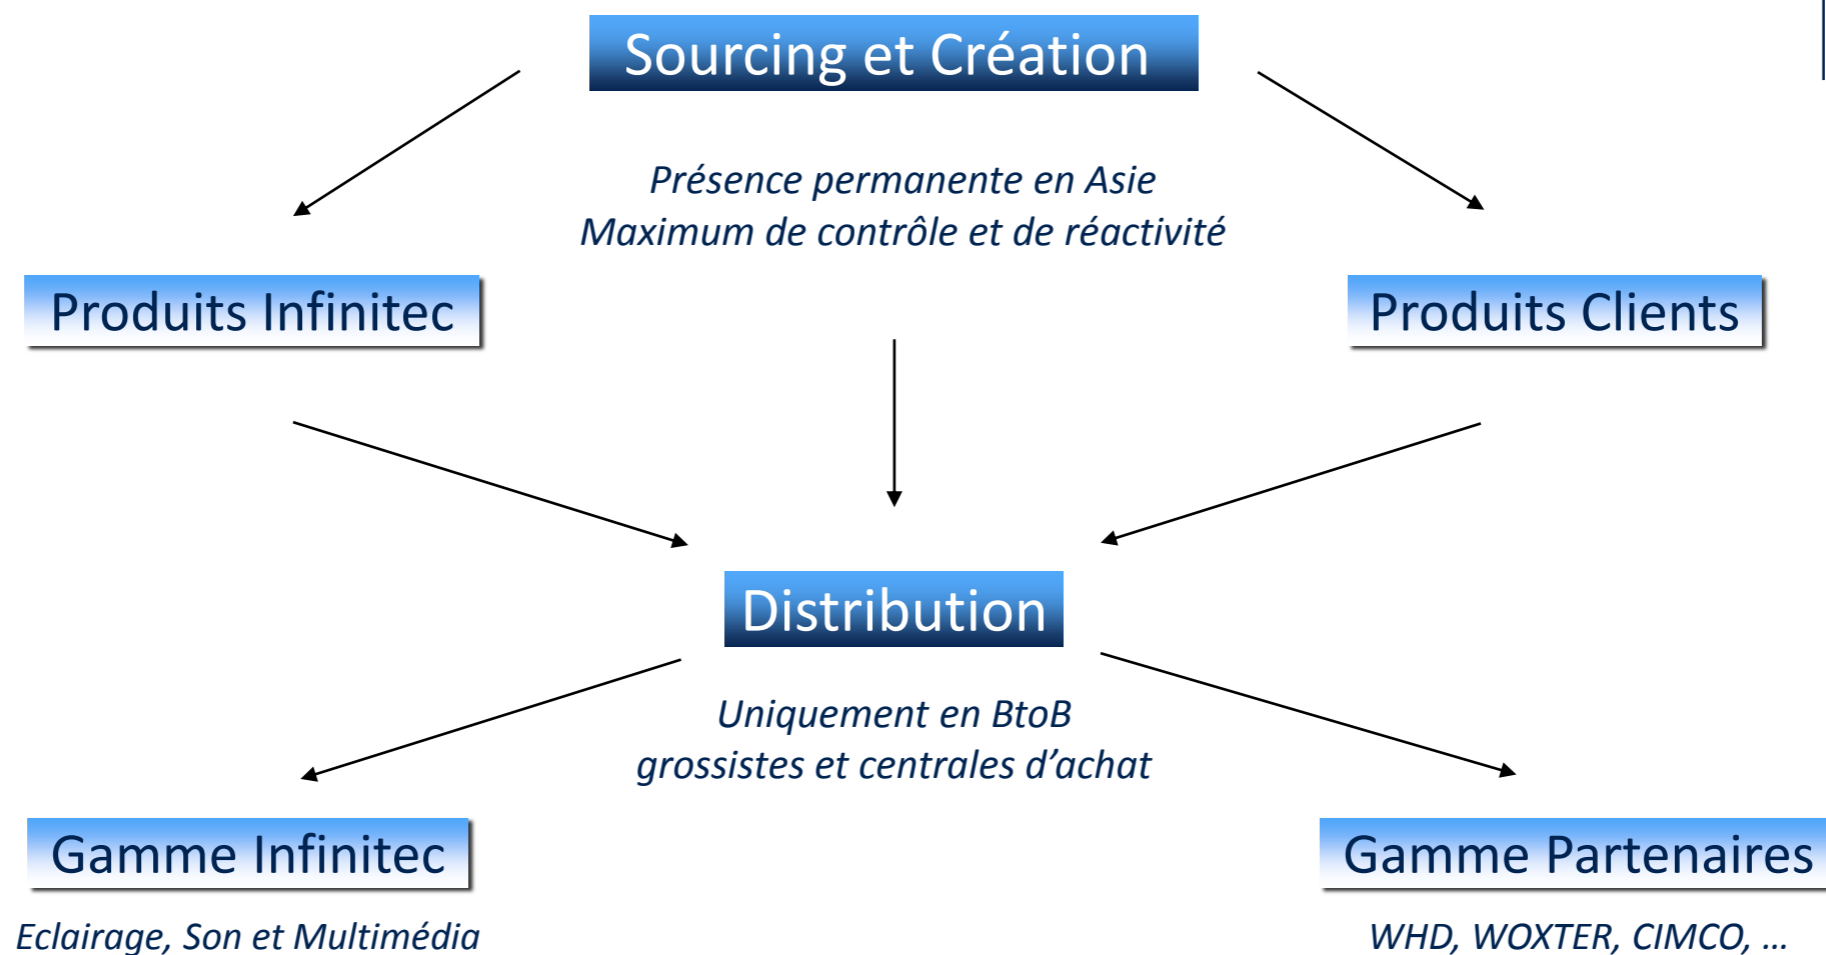 Sourcing et Création
Présence permanente en Asie
Maximum de contrôle et de réactivité
Produits Infinitec
Produits Clients
Distribution
Uniquement en BtoB
grossistes et centrales d’achat
Gamme Infinitec
Gamme Partenaires
Eclairage, Son et Multimédia
WHD, WOXTER, CIMCO, …